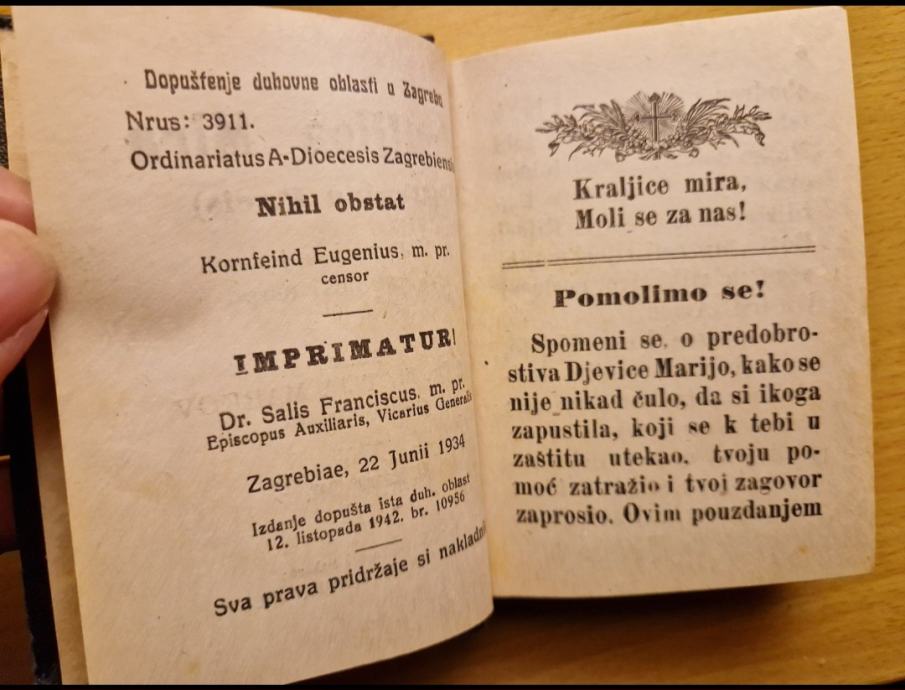 Dopuštenje duhovne oblasti u Zagrebu
Nrus: 3911.
Ordinariatus A-Dioecesis Zagrebiensis
Nihil obstat
Kornfeind Eugenius, m. pr.
censor
IMPRIMATUR!
Dr. Salis Franciscus, m. pr.
Episcopus Auxiliaris, Vicarius Generalis
Zagrebiae, 22 Junii 1934
Izdanje dopušta ista duh. oblast
12. listopada 1942. br. 10956
Sva prava pridržaje si nakladnik
Kraljice mira,
Moli se za nas!
Pomolimo se!
Spomeni se, o predobro-
stiva Djevice Marijo, kako se
nije nikad čulo, da si ikoga
zapustila, koji se k tebi u
zaštitu utekao, tvoju po-
moć zatražio i tvoj zagovor
zaprosio. Ovim pouzdanjem